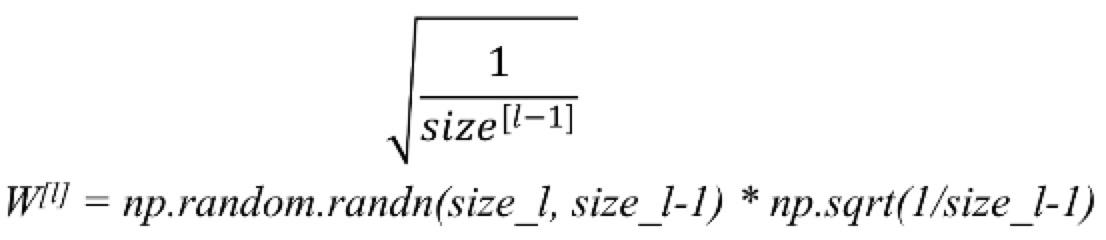 √(1 / size^[l−1])
W^[l] = np.random.randn(size_l, size_l-1) * np.sqrt(1/size_l-1)